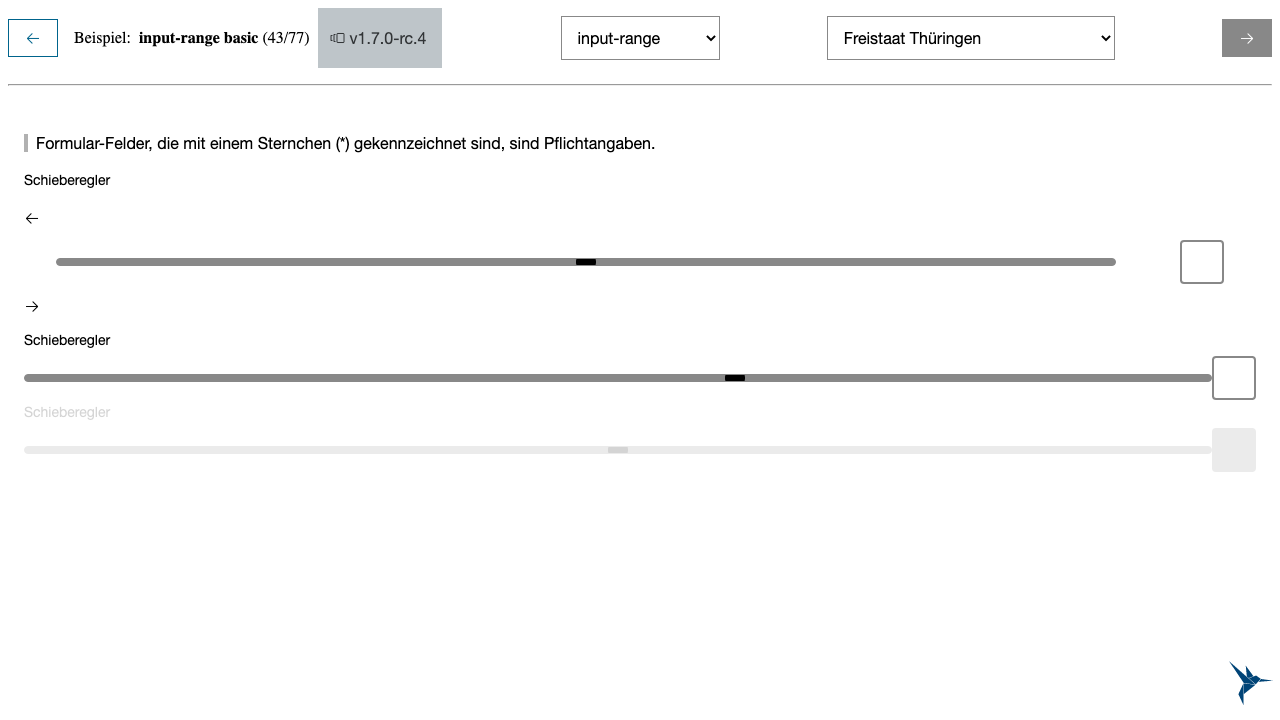 Beispiel: input-range basic (43/77)
v1.7.0-rc.4
input-range
Freistaat Thüringen
Formular-Felder, die mit einem Sternchen (*) gekennzeichnet sind, sind Pflichtangaben.
Schieberegler
Schieberegler
Schieberegler